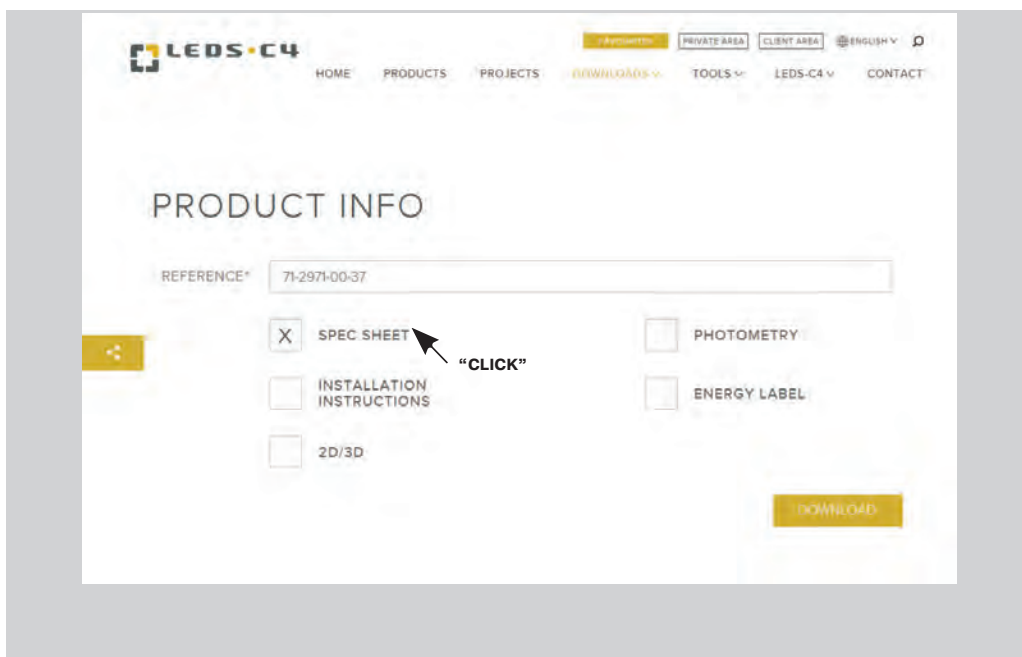 PRIVATE AREA CLIENT AREA ENGLISH
LEDS·C4
HOME PRODUCTS PROJECTS DOWNLOADS TOOLS LEDS-C4 CONTACT
PRODUCT INFO
REFERENCE* 71-2971-00-37
X SPEC SHEET PHOTOMETRY
“CLICK”
INSTALLATION
INSTRUCTIONS
ENERGY LABEL
2D/3D
DOWNLOAD